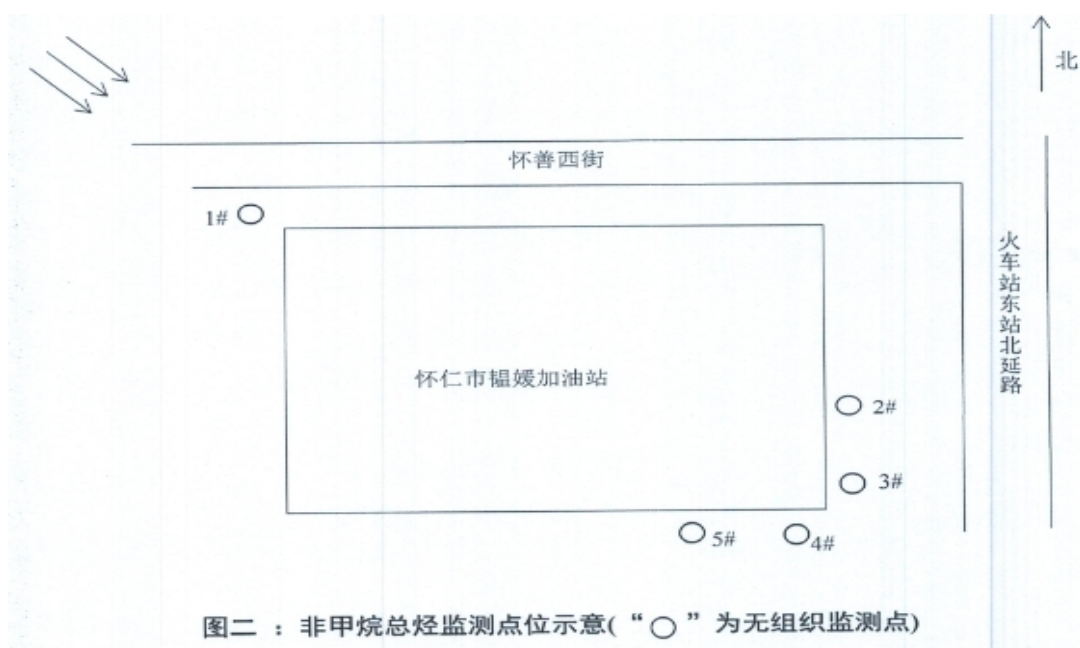 北
怀善西街
1#
火车站东站北延路
怀仁市韫媛加油站
2#
3#
5#
4#
图二 ：非甲烷总烃监测点位示意(“○”为无组织监测点)